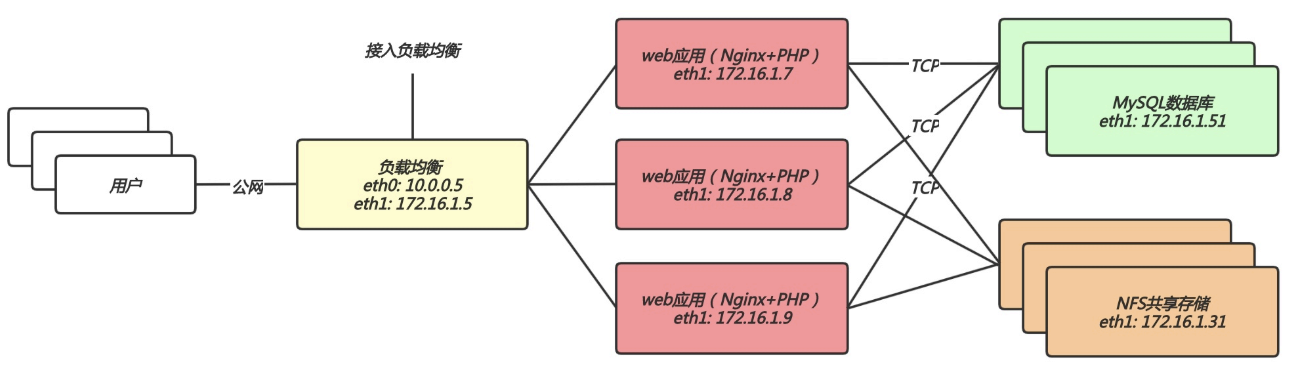 接入负载均衡
用户
公网
负载均衡
eth0: 10.0.0.5
eth1: 172.16.1.5
web应用（Nginx+PHP）
eth1: 172.16.1.7
web应用（Nginx+PHP）
eth1: 172.16.1.8
web应用（Nginx+PHP）
eth1: 172.16.1.9
TCP
TCP
TCP
MySQL数据库
eth1: 172.16.1.51
NFS共享存储
eth1: 172.16.1.31